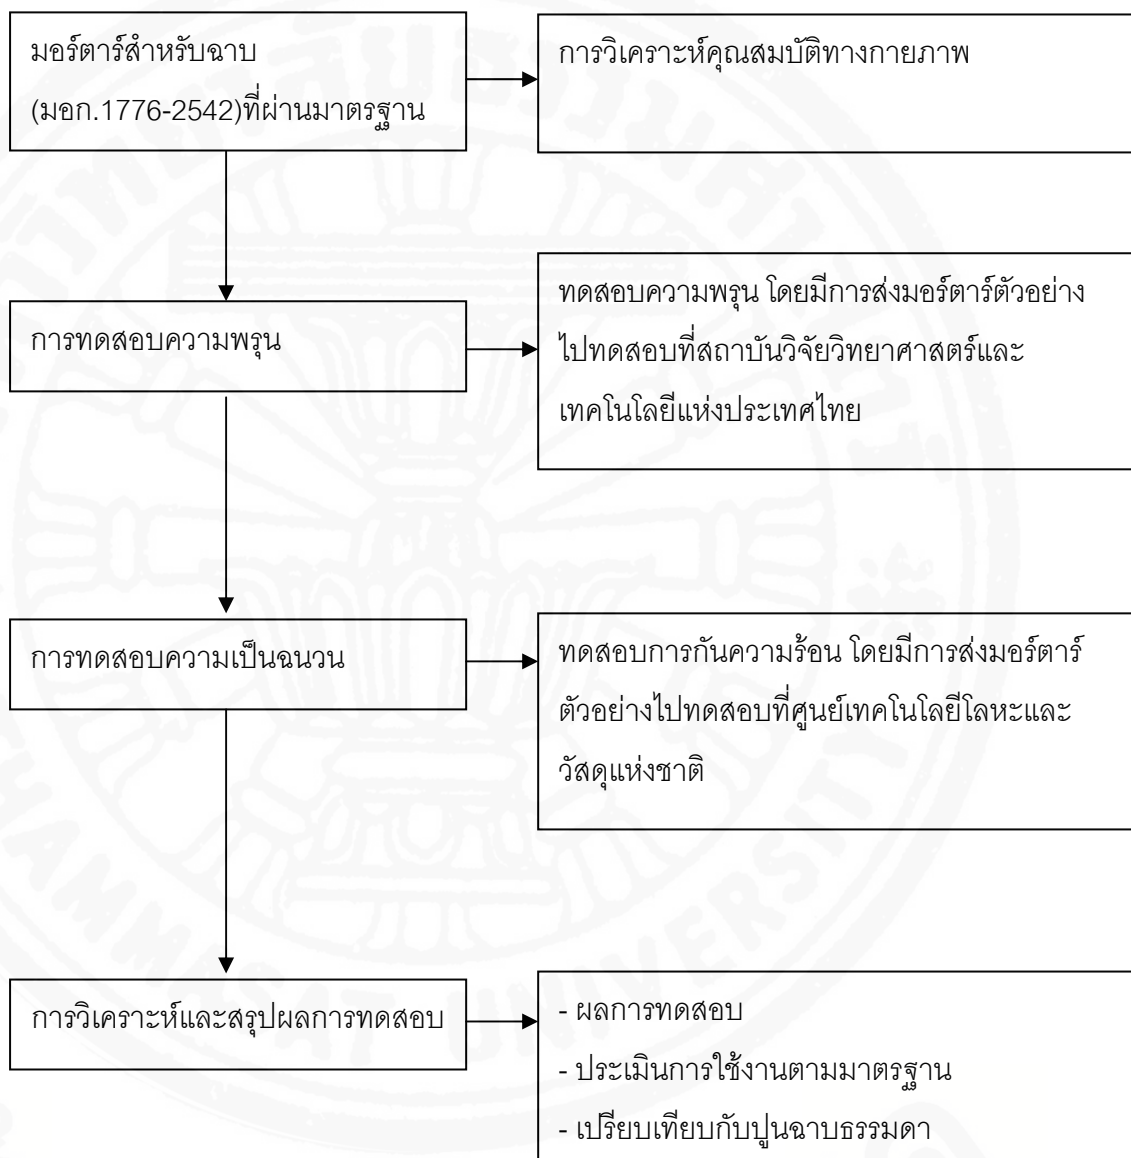 มอร์ตาร์สำหรับฉาบ
(มอก.1776-2542)ที่ผ่านมาตรฐาน
การวิเคราะห์คุณสมบัติทางกายภาพ
การทดสอบความพรุน
ทดสอบความพรุน โดยมีการส่งมอร์ตาร์ตัวอย่าง
ไปทดสอบที่สถาบันวิจัยวิทยาศาสตร์และ
เทคโนโลยีแห่งประเทศไทย
การทดสอบความเป็นฉนวน
ทดสอบการกันความร้อน โดยมีการส่งมอร์ตาร์
ตัวอย่างไปทดสอบที่ศูนย์เทคโนโลยีโลหะและ
วัสดุแห่งชาติ
การวิเคราะห์และสรุปผลการทดสอบ
- ผลการทดสอบ
- ประเมินการใช้งานตามมาตรฐาน
- เปรียบเทียบกับปูนฉาบธรรมดา